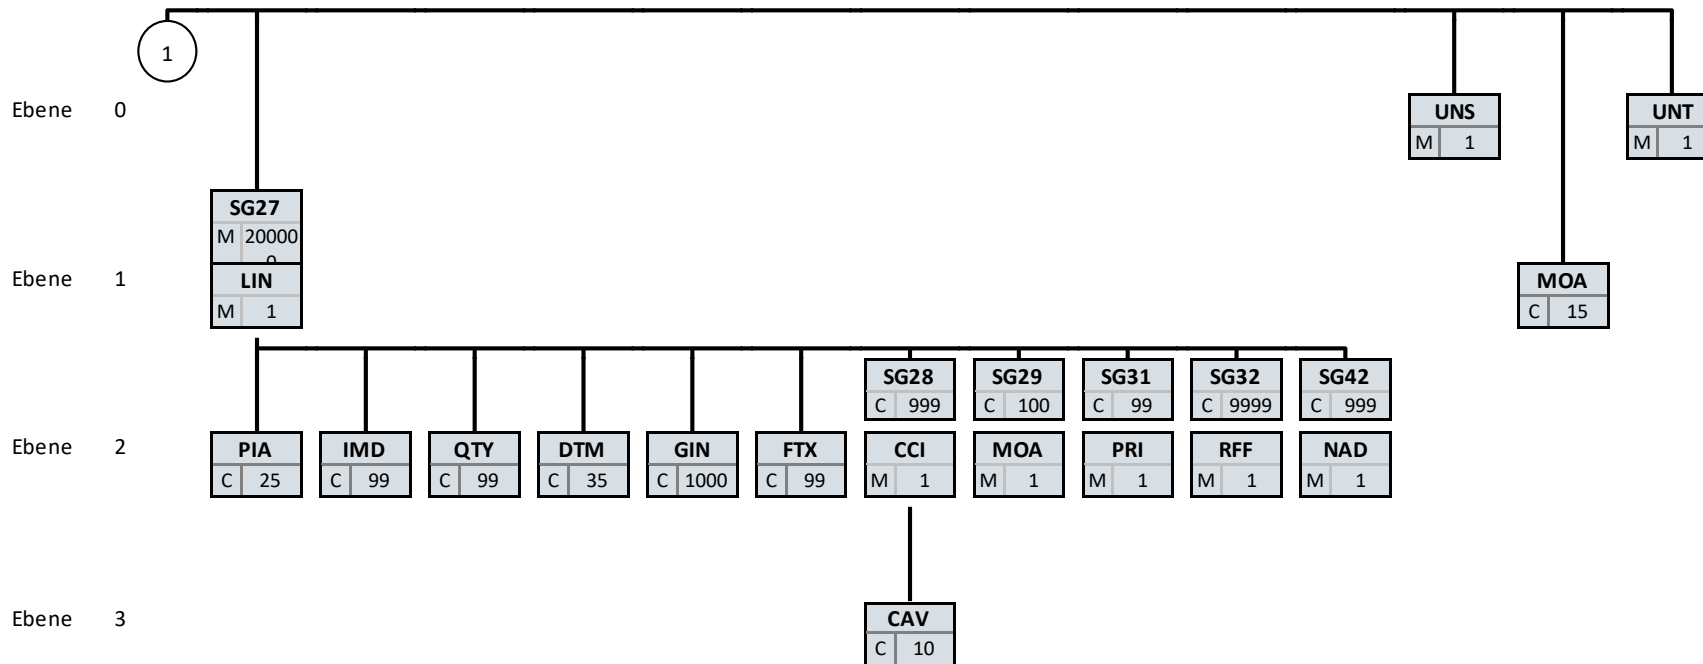 1
Ebene 0
UNS
M 1
UNT
M 1
SG27
M 20000
0
Ebene 1
LIN
M 1
MOA
C 15
SG28
C 999
SG29
C 100
SG31
C 99
SG32
C 9999
SG42
C 999
Ebene 2
PIA
C 25
IMD
C 99
QTY
C 99
DTM
C 35
GIN
C 1000
FTX
C 99
CCI
M 1
MOA
M 1
PRI
M 1
RFF
M 1
NAD
M 1
Ebene 3
CAV
C 10